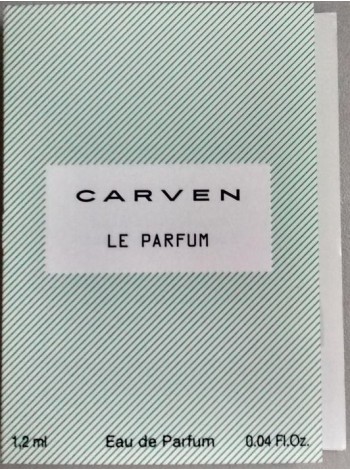 CARVEN
LE PARFUM
1,2 ml Eau de Parfum 0.04 Fl.Oz.